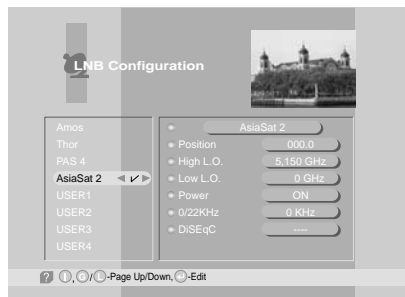 LNB Configuration
Amos
Thor
PAS 4
AsiaSat 2
USER1
USER2
USER3
USER4
AsiaSat 2
Position 000.0
High L.O. 5,150 GHz
Low L.O. 0 GHz
Power ON
0/22KHz 0 KHz
DiSEqC ----
? I, G/L-Page Up/Down, -Edit